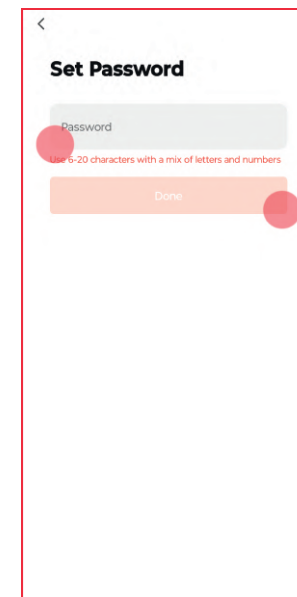 Set Password
Password
Use 6-20 characters with a mix of letters and numbers
Done